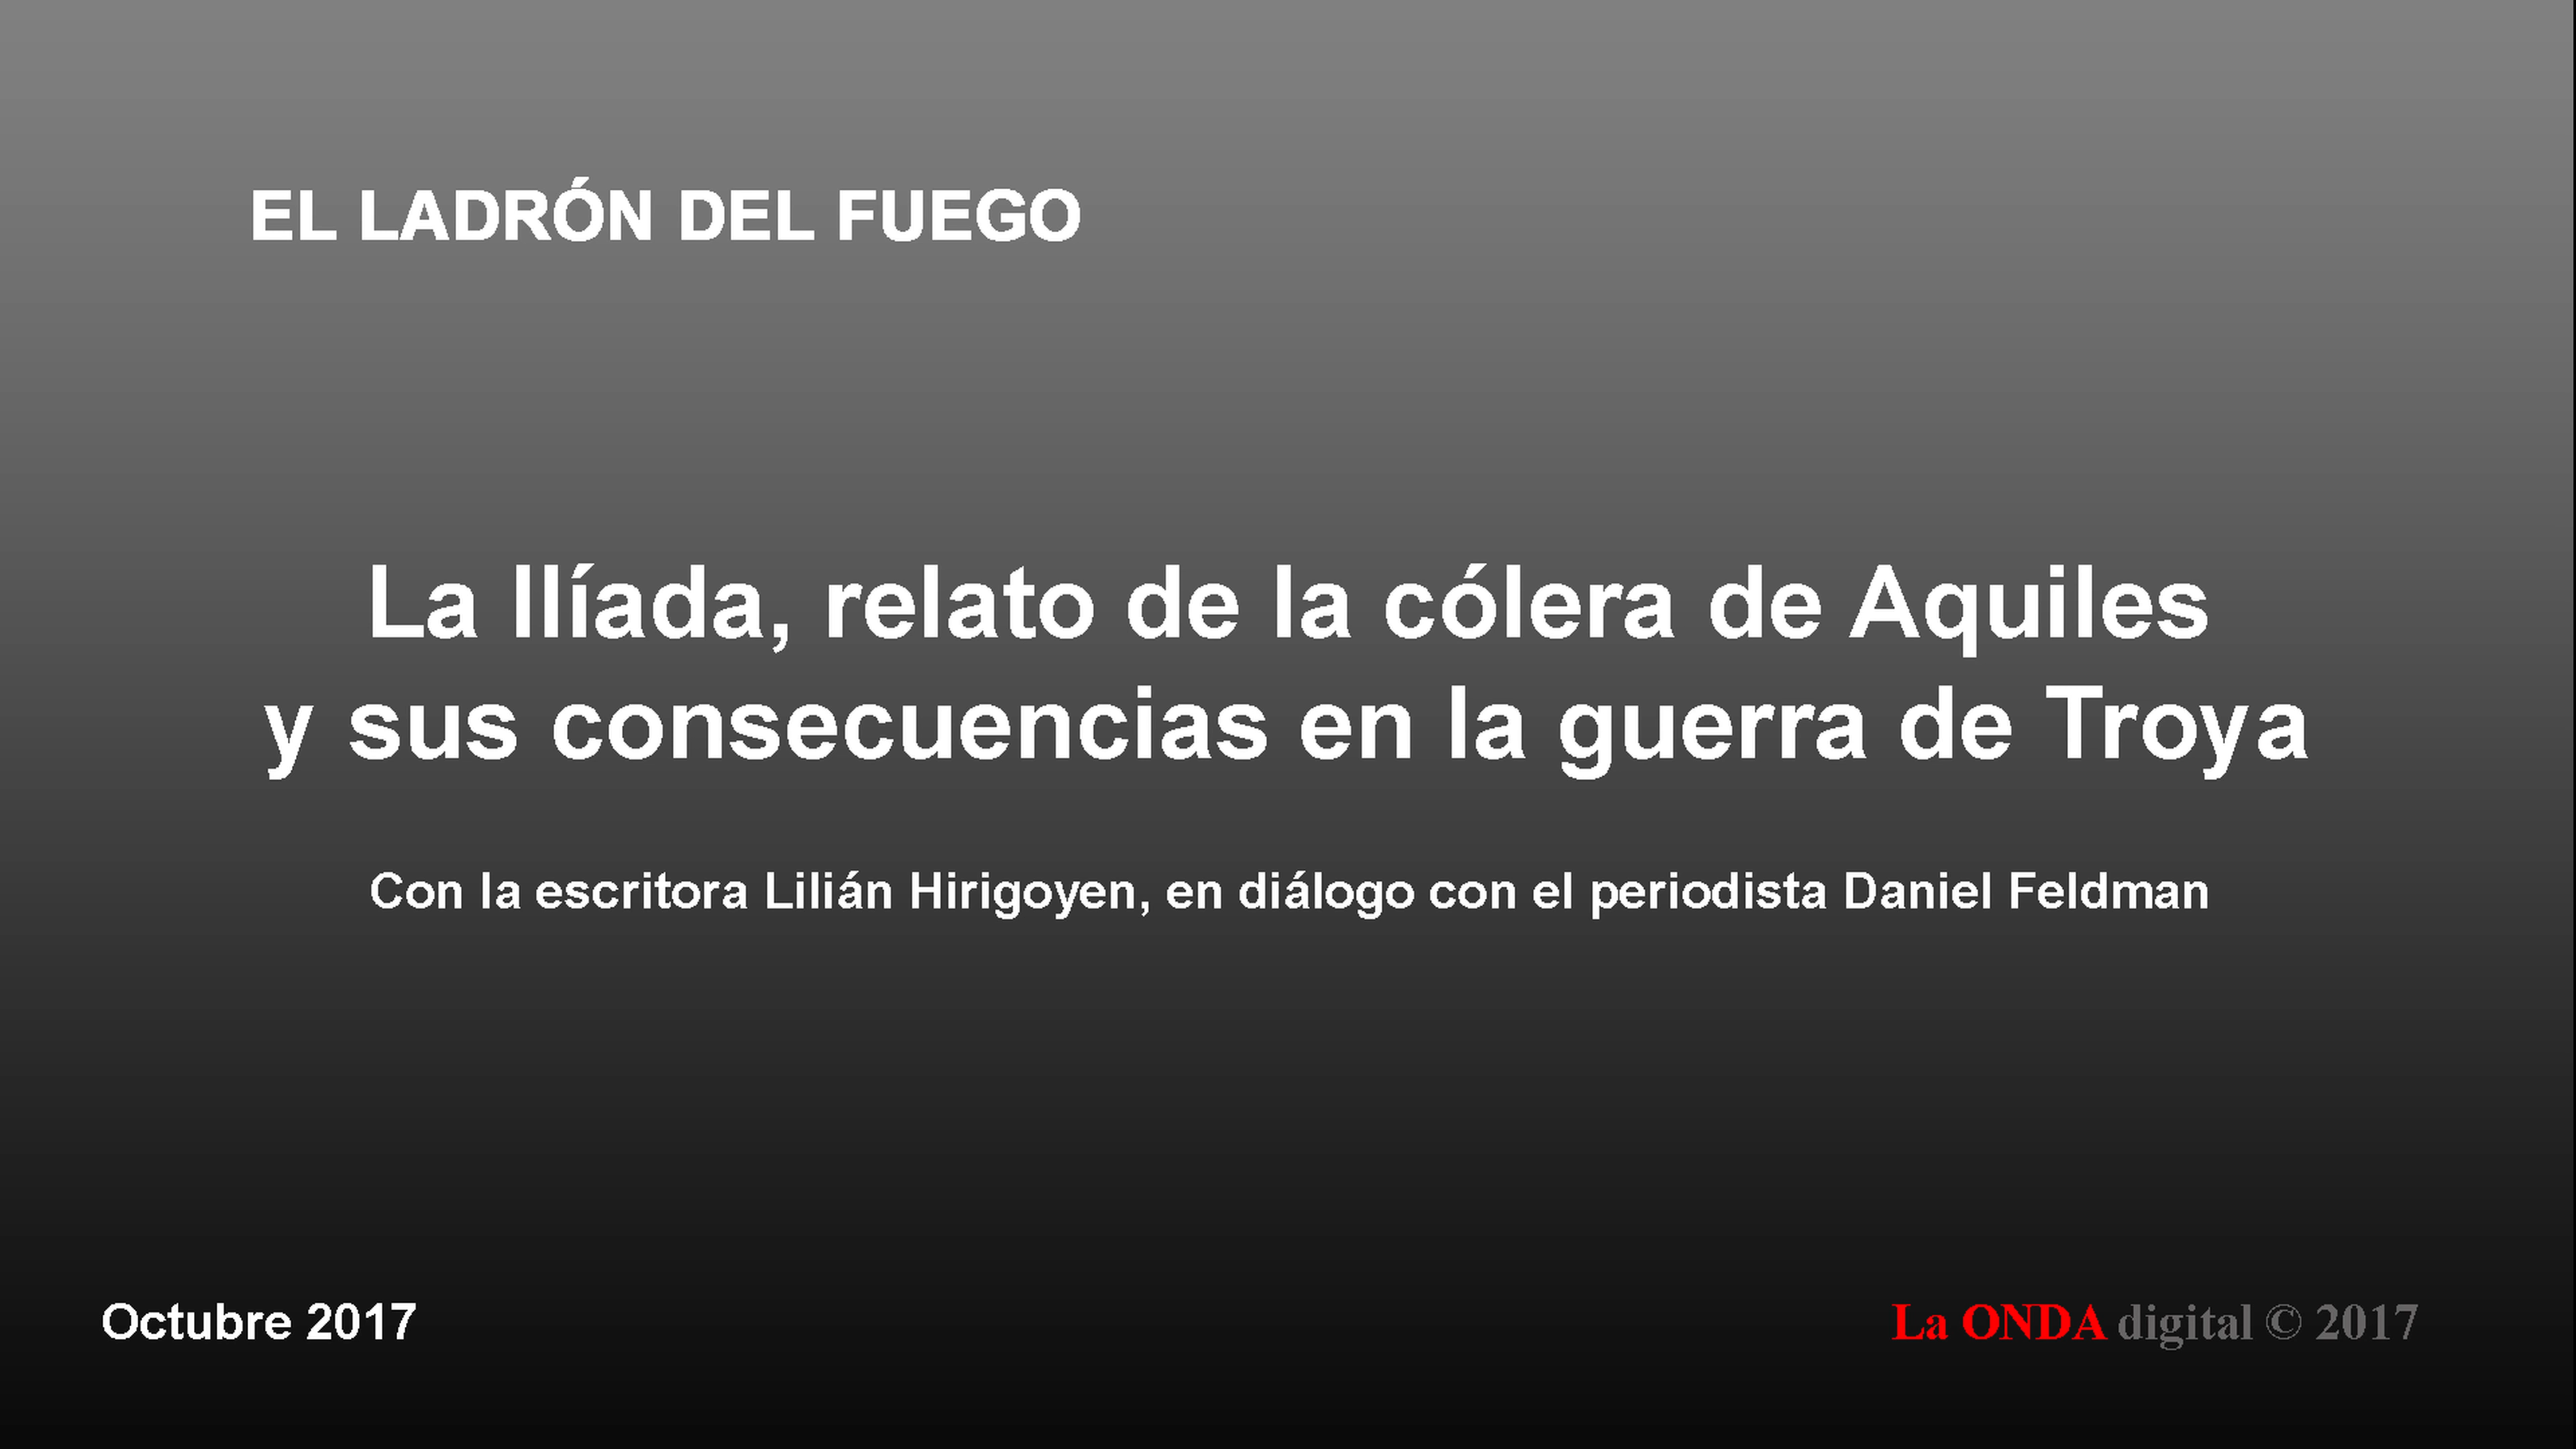 EL LADRÓN DEL FUEGO
La Ilíada, relato de la cólera de Aquiles
y sus consecuencias en la guerra de Troya
Con la escritora Lilián Hirigoyen, en diálogo con el periodista Daniel Feldman
Octubre 2017
La ONDA digital © 2017